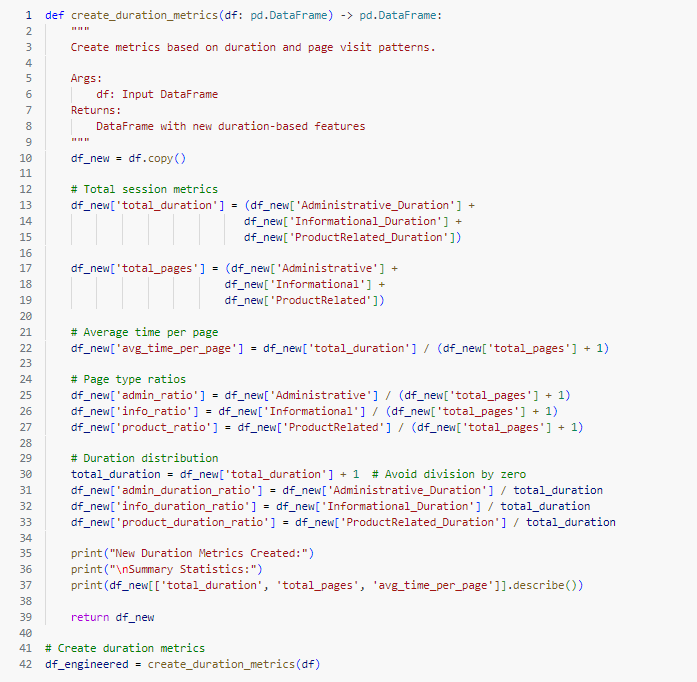 1 def create_duration_metrics(df: pd.DataFrame) -> pd.DataFrame:
2     """
3     Create metrics based on duration and page visit patterns.
4
5     Args:
6         df: Input DataFrame
7     Returns:
8         DataFrame with new duration-based features
9     """
10     df_new = df.copy()
11
12     # Total session metrics
13     df_new['total_duration'] = (df_new['Administrative_Duration'] +
14                                df_new['Informational_Duration'] +
15                                df_new['ProductRelated_Duration'])
16
17     df_new['total_pages'] = (df_new['Administrative'] +
18                             df_new['Informational'] +
19                             df_new['ProductRelated'])
20
21     # Average time per page
22     df_new['avg_time_per_page'] = df_new['total_duration'] / (df_new['total_pages'] + 1)
23
24     # Page type ratios
25     df_new['admin_ratio'] = df_new['Administrative'] / (df_new['total_pages'] + 1)
26     df_new['info_ratio'] = df_new['Informational'] / (df_new['total_pages'] + 1)
27     df_new['product_ratio'] = df_new['ProductRelated'] / (df_new['total_pages'] + 1)
28
29     # Duration distribution
30     total_duration = df_new['total_duration'] + 1  # Avoid division by zero
31     df_new['admin_duration_ratio'] = df_new['Administrative_Duration'] / total_duration
32     df_new['info_duration_ratio'] = df_new['Informational_Duration'] / total_duration
33     df_new['product_duration_ratio'] = df_new['ProductRelated_Duration'] / total_duration
34
35     print("New Duration Metrics Created:")
36     print("\nSummary Statistics:")
37     print(df_new[['total_duration', 'total_pages', 'avg_time_per_page']].describe())
38
39     return df_new
40
41 # Create duration metrics
42 df_engineered = create_duration_metrics(df)